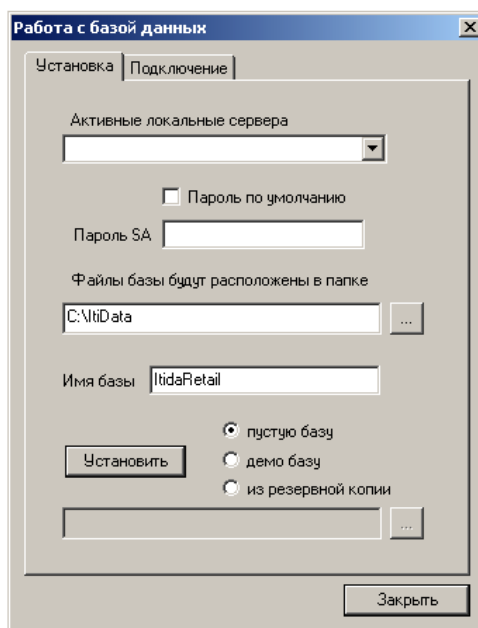 Работа с базой данных
Установка Подключение
Активные локальные сервера
Пароль по умолчанию
Пароль SA
Файлы базы будут расположены в папке
C:\ItiData ...
Имя базы ItidaRetail
пустую базу
Установить демо базу
из резервной копии
...
Закрыть